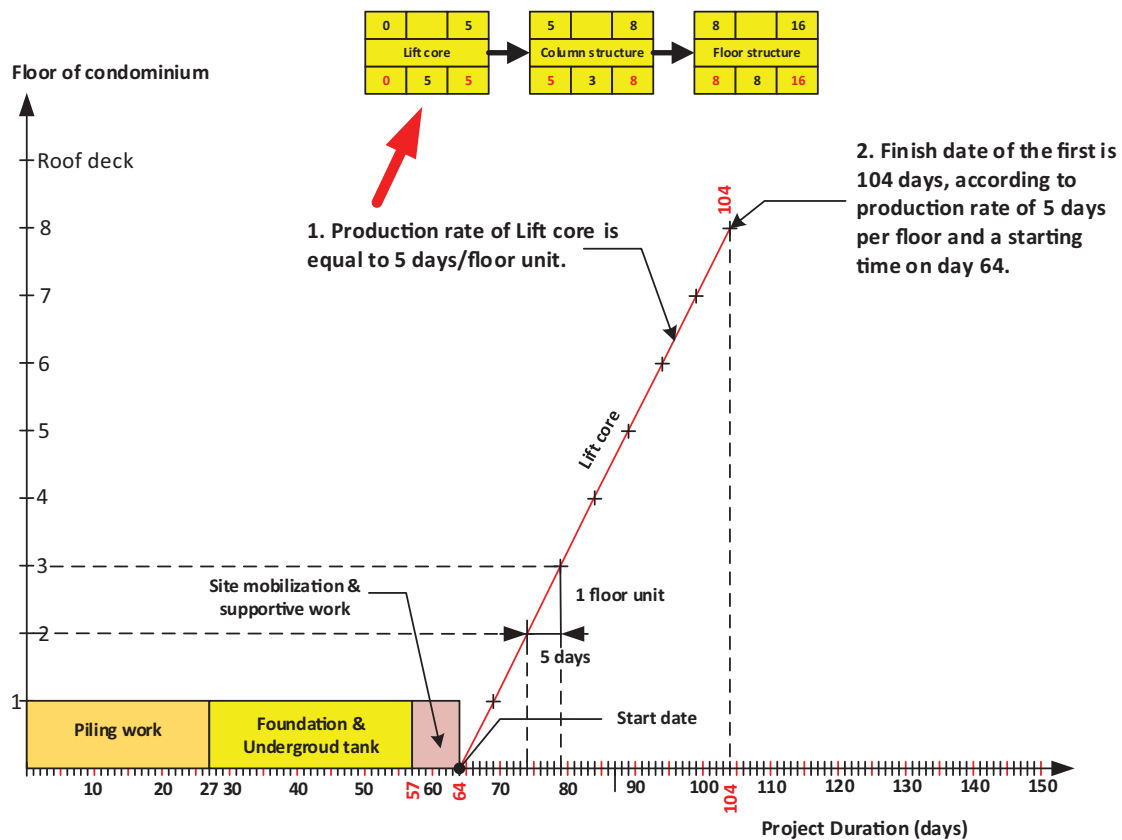 0 5
Lift core
0 5 5
5 8
Column structure
5 3 8
8 16
Floor structure
8 8 16
Floor of condominium
Roof deck
8
7
6
5
4
3
2
1
1. Production rate of Lift core is
equal to 5 days/floor unit.
2. Finish date of the first is
104 days, according to
production rate of 5 days
per floor and a starting
time on day 64.
104
Lift core
Site mobilization &
supportive work
1 floor unit
5 days
Start date
Piling work
Foundation &
Undergroud tank
10 20 27 30 40 50 57 60 64 70 80 90 100 104 110 120 130 140 150
Project Duration (days)